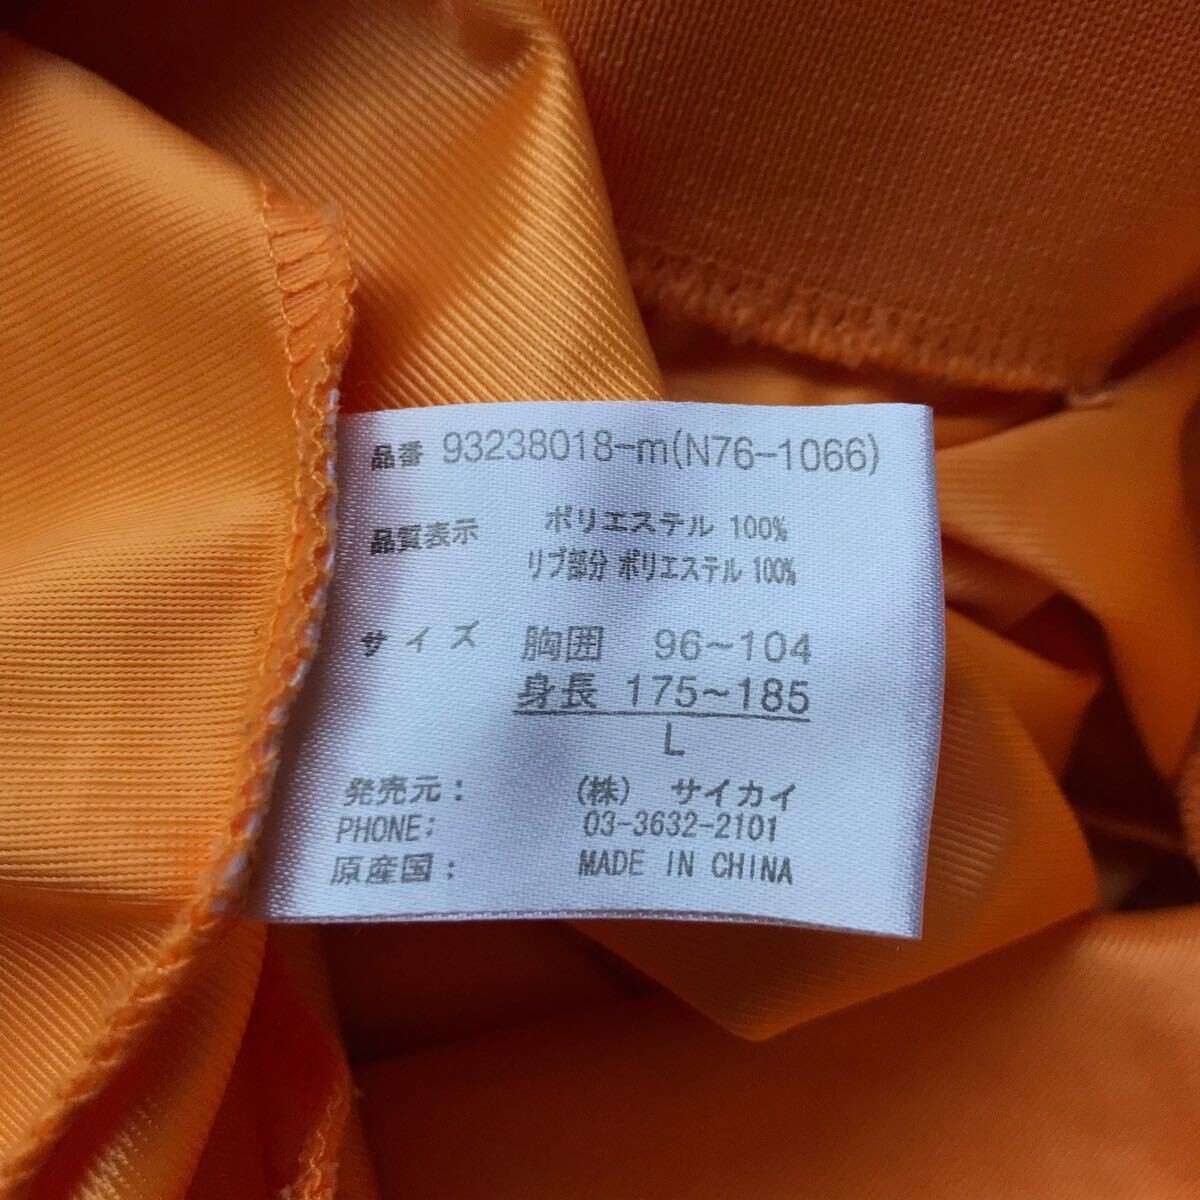 品番 93238018-m(N76-1066)
品質表示 ポリエステル 100%
リブ部分 ポリエステル 100%
サイズ 胸囲 96~104
身長 175~185
L
発売元: (株) サイカイ
PHONE: 03-3632-2101
原産国: MADE IN CHINA